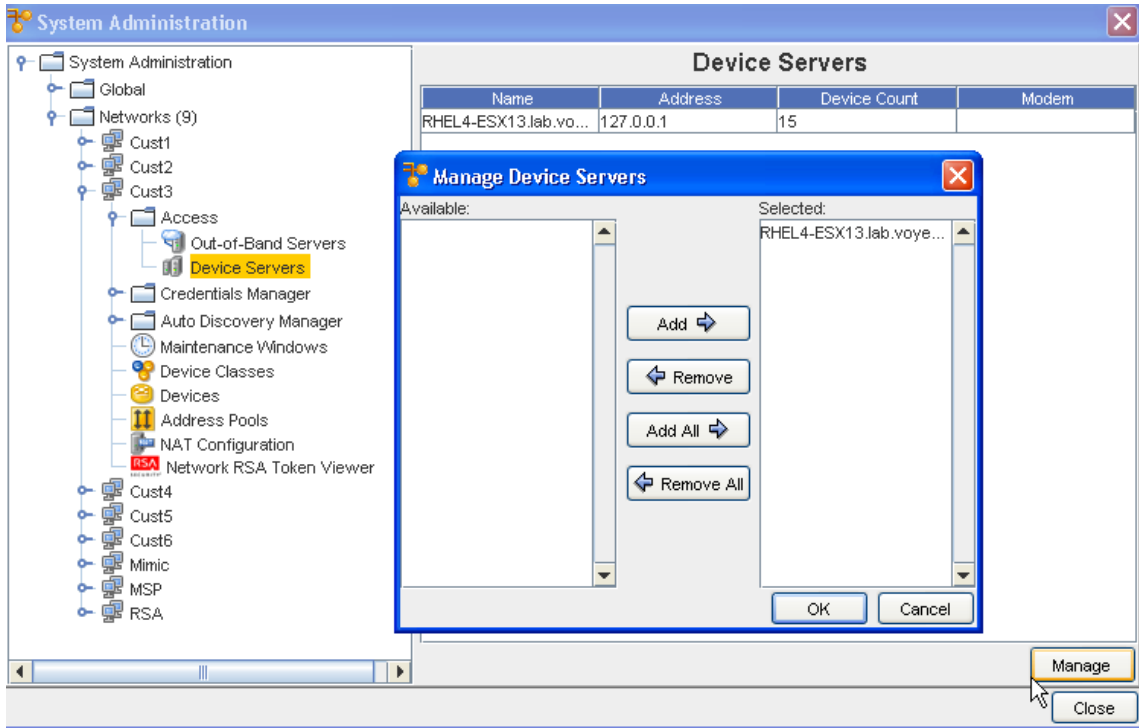 System Administration
System Administration
Global
Networks (9)
Cust1
Cust2
Cust3
Access
Out-of-Band Servers
Device Servers
Credentials Manager
Auto Discovery Manager
Maintenance Windows
Device Classes
Devices
Address Pools
NAT Configuration
RSA SECURITY Network RSA Token Viewer
Cust4
Cust5
Cust6
Mimic
MSP
RSA
Device Servers
Name Address Device Count Modem
RHEL4-ESX13.lab.vo... 127.0.0.1 15
Manage Device Servers
Available:
Selected:
RHEL4-ESX13.lab.voye...
Add
Remove
Add All
Remove All
OK Cancel
Manage
Close